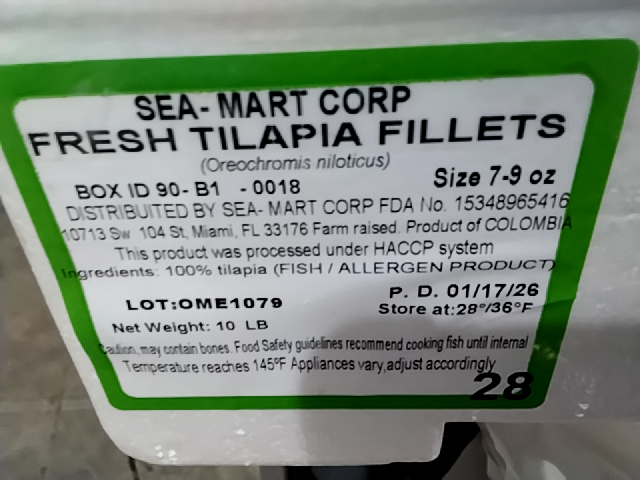 SEA- MART CORP
FRESH TILAPIA FILLETS
(Oreochromis niloticus)
BOX ID 90- B1 -0018 Size 7-9 oz
DISTRIBUITED BY SEA- MART CORP FDA No. 15348965416
10713 Sw 104 St, Miami, FL 33176 Farm raised. Product of COLOMBIA
This product was processed under HACCP system
Ingredients: 100% tilapia (FISH / ALLERGEN PRODUCT)
LOT:OME1079 P. D. 01/17/26
Store at:28°/36°F
Net Weight: 10 LB
Caution, may contain bones. Food Safety guidelines recommend cooking fish until internal
Temperature reaches 145ºF Appliances vary,adjust accordingly
28